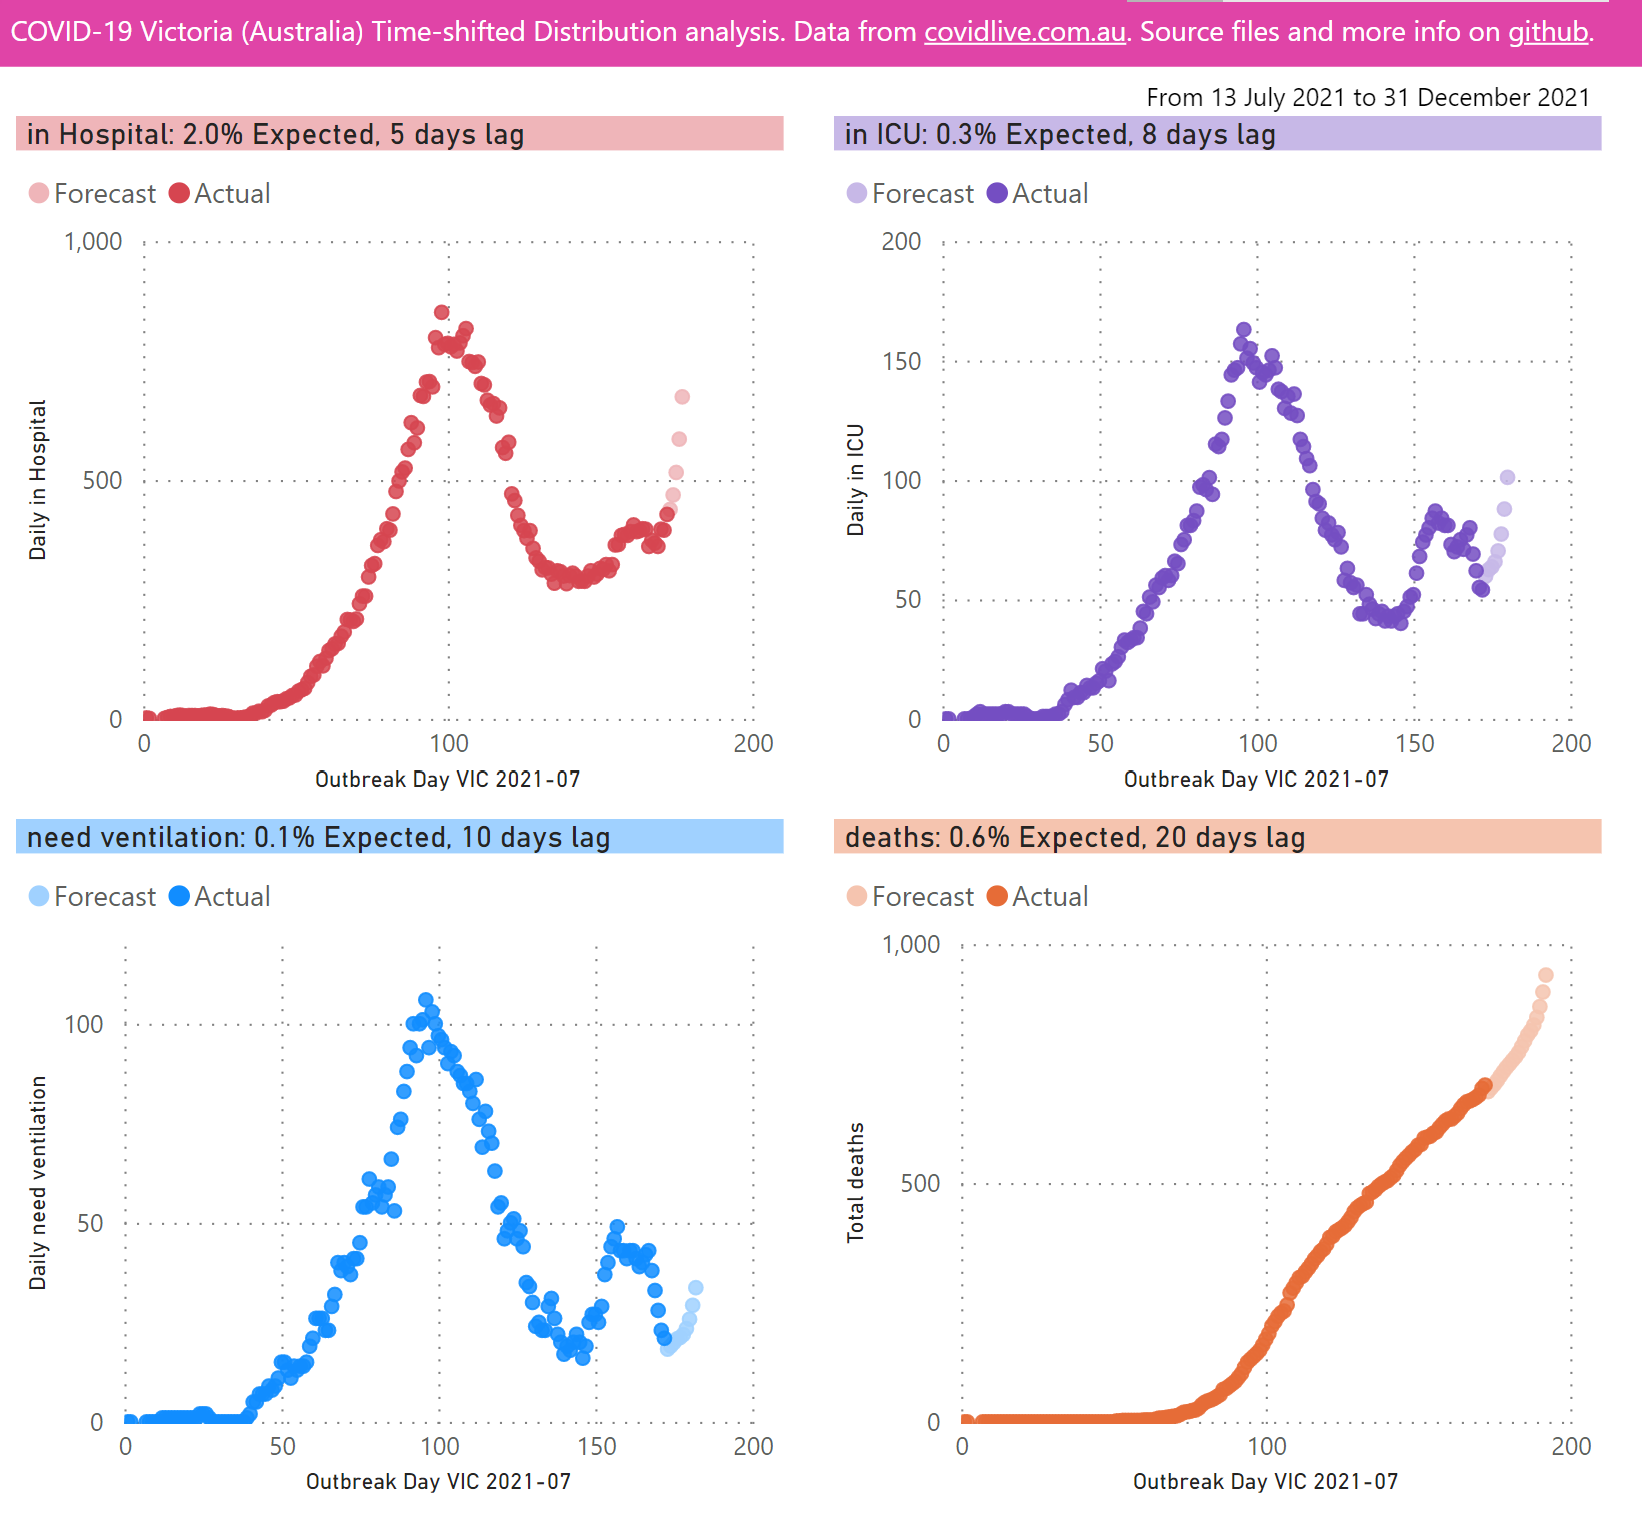 COVID-19 Victoria (Australia) Time-shifted Distribution analysis. Data from covidlive.com.au. Source files and more info on github.
From 13 July 2021 to 31 December 2021
in Hospital: 2.0% Expected, 5 days lag
Forecast Actual
1,000
500
0
Daily in Hospital
0 100 200
Outbreak Day VIC 2021-07
in ICU: 0.3% Expected, 8 days lag
Forecast Actual
200
150
100
50
0
Daily in ICU
0 50 100 150 200
Outbreak Day VIC 2021-07
need ventilation: 0.1% Expected, 10 days lag
Forecast Actual
100
50
0
Daily need ventilation
0 50 100 150 200
Outbreak Day VIC 2021-07
deaths: 0.6% Expected, 20 days lag
Forecast Actual
1,000
500
0
Total deaths
0 100 200
Outbreak Day VIC 2021-07